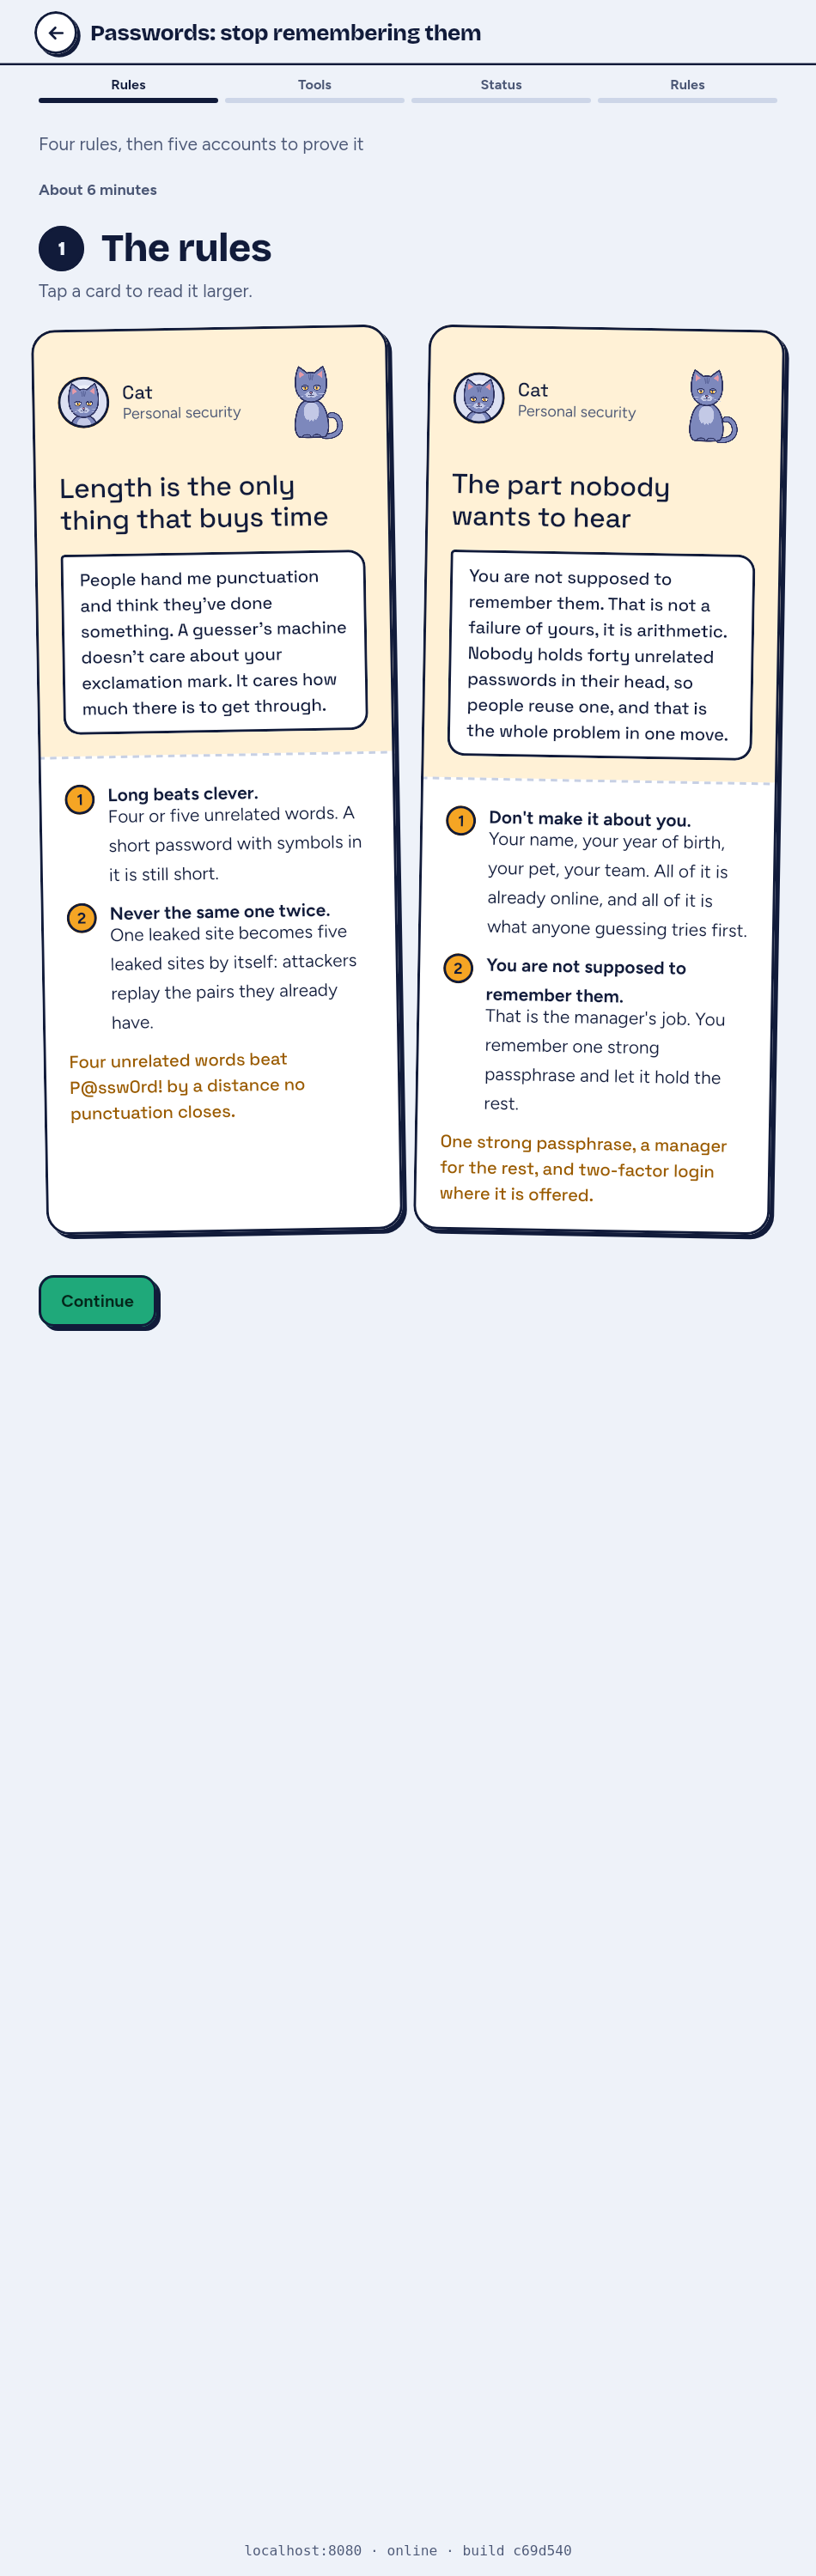 Passwords: stop remembering them
Rules
Tools
Status
Rules
Four rules, then five accounts to prove it
About 6 minutes
1
The rules
Tap a card to read it larger.
Cat
Personal security
Length is the only
thing that buys time
People hand me punctuation
and think they've done
something. A guesser's machine
doesn't care about your
exclamation mark. It cares how
much there is to get through.
1
Long beats clever.
Four or five unrelated words. A
short password with symbols in
it is still short.
2
Never the same one twice.
One leaked site becomes five
leaked sites by itself: attackers
replay the pairs they already
have.
Four unrelated words beat
P@ssw0rd! by a distance no
punctuation closes.
Cat
Personal security
The part nobody
wants to hear
You are not supposed to
remember them. That is not a
failure of yours, it is arithmetic.
Nobody holds forty unrelated
passwords in their head, so
people reuse one, and that is
the whole problem in one move.
1
Don't make it about you.
Your name, your year of birth,
your pet, your team. All of it is
already online, and all of it is
what anyone guessing tries first.
2
You are not supposed to
remember them.
That is the manager's job. You
remember one strong
passphrase and let it hold the
rest.
One strong passphrase, a manager
for the rest, and two-factor login
where it is offered.
Continue
localhost:8080 · online · build c69d540